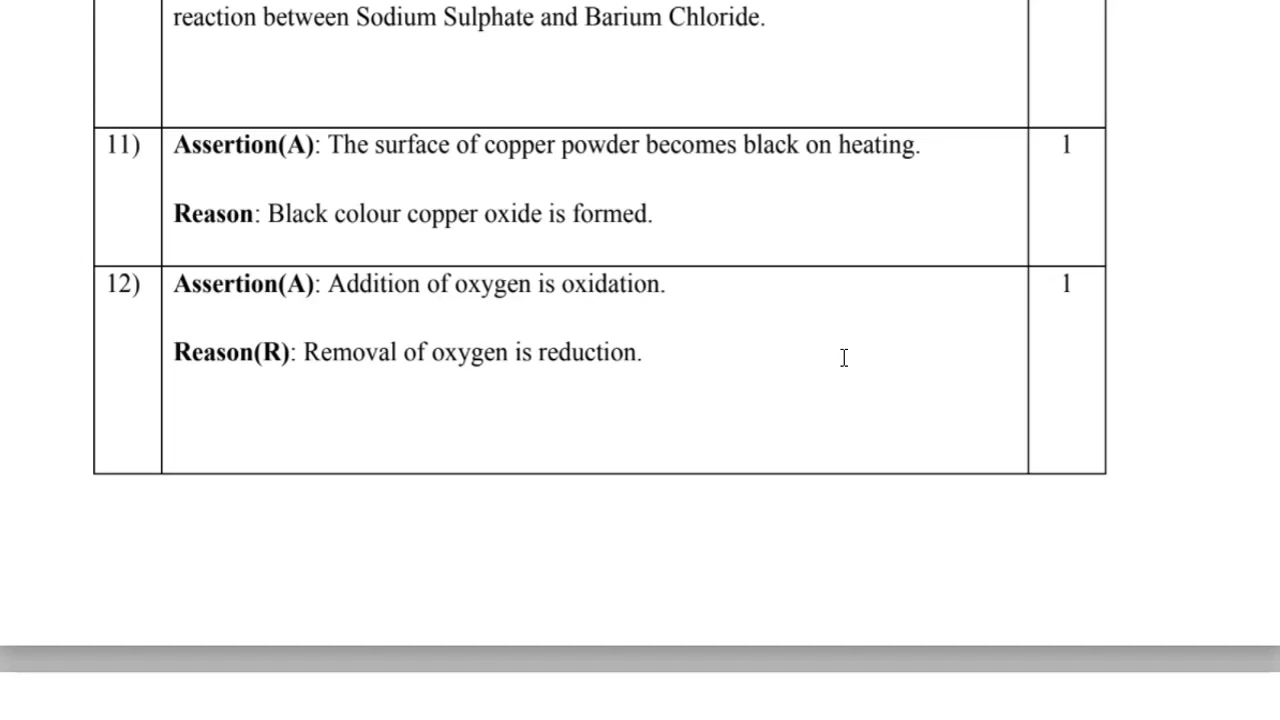 reaction between Sodium Sulphate and Barium Chloride.
11) Assertion(A): The surface of copper powder becomes black on heating. 1
Reason: Black colour copper oxide is formed.
12) Assertion(A): Addition of oxygen is oxidation. 1
Reason(R): Removal of oxygen is reduction.